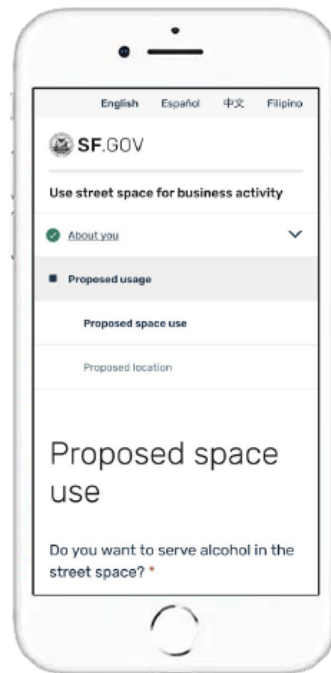 English Español 中文 Filipino
SF.GOV
Use street space for business activity
About you
Proposed usage
Proposed space use
Proposed location
Proposed space
use
Do you want to serve alcohol in the
street space? *